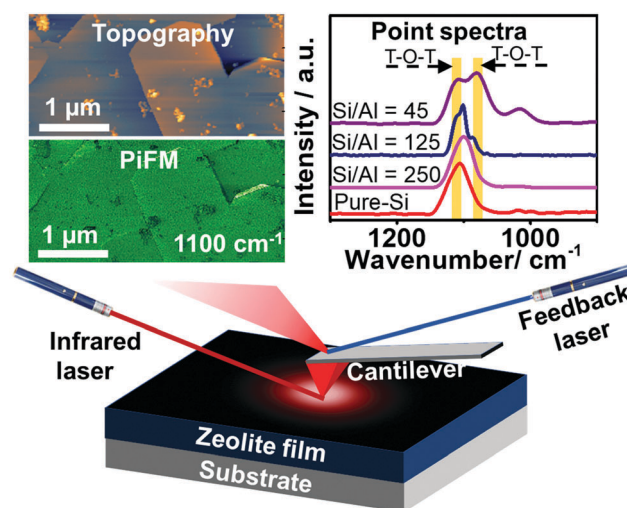 Topography
1 μm
PiFM
1 μm
1100 cm⁻¹
Point spectra
T-O-T
T-O-T
Intensity / a.u.
Si/Al = 45
Si/Al = 125
Si/Al = 250
Pure-Si
1200
1000
Wavenumber/ cm⁻¹
Infrared
laser
Feedback
laser
Cantilever
Zeolite film
Substrate